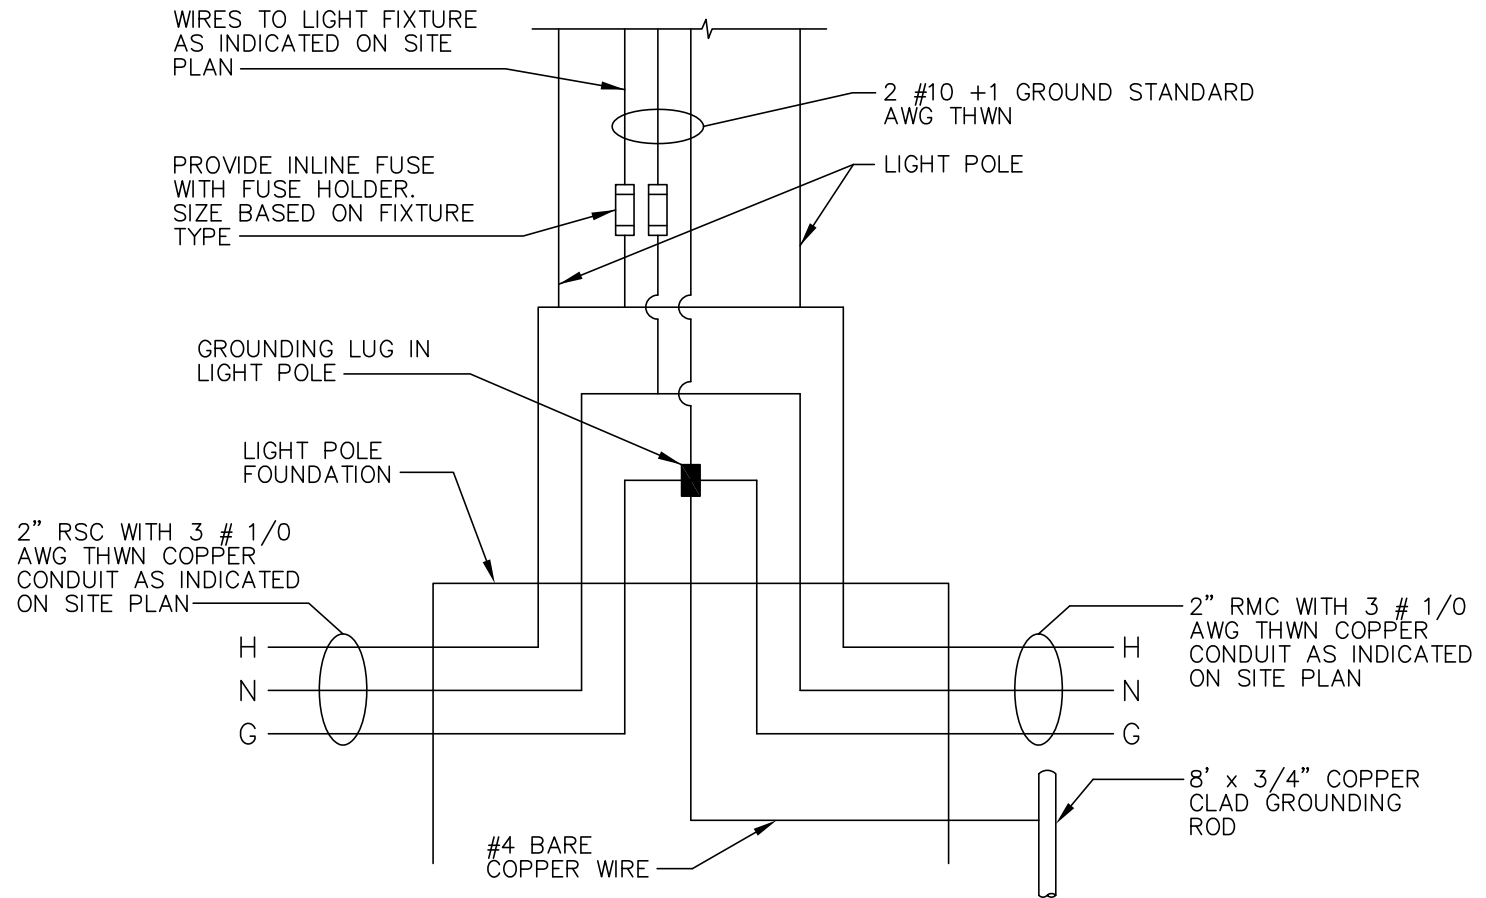 WIRES TO LIGHT FIXTURE
AS INDICATED ON SITE
PLAN
2 #10 +1 GROUND STANDARD
AWG THWN
PROVIDE INLINE FUSE
WITH FUSE HOLDER.
SIZE BASED ON FIXTURE
TYPE
LIGHT POLE
GROUNDING LUG IN
LIGHT POLE
LIGHT POLE
FOUNDATION
2" RSC WITH 3 # 1/0
AWG THWN COPPER
CONDUIT AS INDICATED
ON SITE PLAN
H
N
G
2" RMC WITH 3 # 1/0
AWG THWN COPPER
CONDUIT AS INDICATED
ON SITE PLAN
H
N
G
8' x 3/4" COPPER
CLAD GROUNDING
ROD
#4 BARE
COPPER WIRE